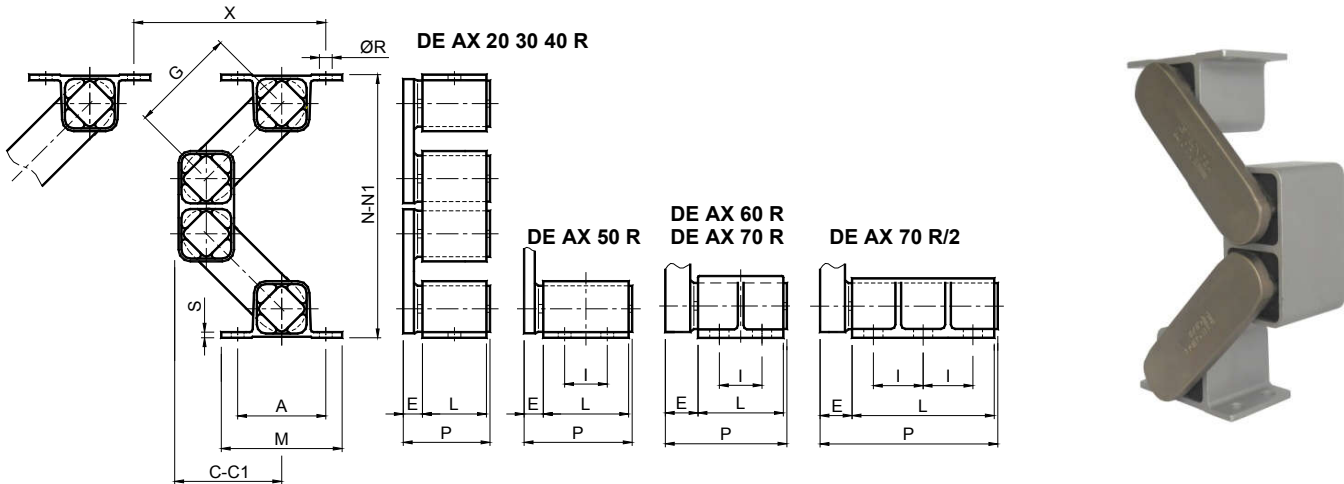 X
DE AX 20 30 40 R
ØR
G
N-N1
DE AX 60 R
DE AX 50 R
DE AX 70 R
DE AX 70 R/2
S
I
I
I
I
E
L
E
L
E
L
E
L
A
P
P
P
P
M
C-C1